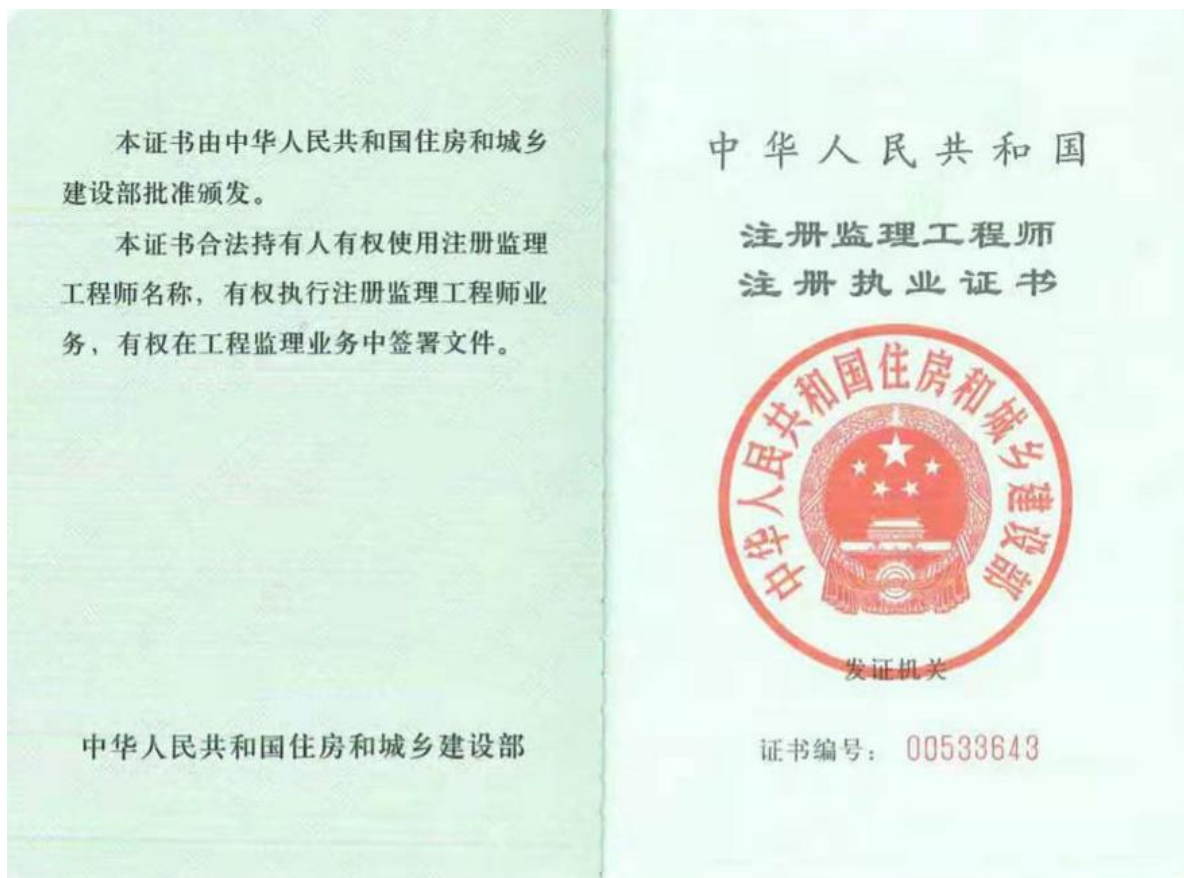 本证书由中华人民共和国住房和城乡
建设部批准颁发。
本证书合法持有人有权使用注册监理
工程师名称，有权执行注册监理工程师业
务，有权在工程监理业务中签署文件。
中华人民共和国住房和城乡建设部
中华人民共和国
注册监理工程师
注册执业证书
中华人民共和国住房和城乡建设部
发证机关
证书编号：00533643